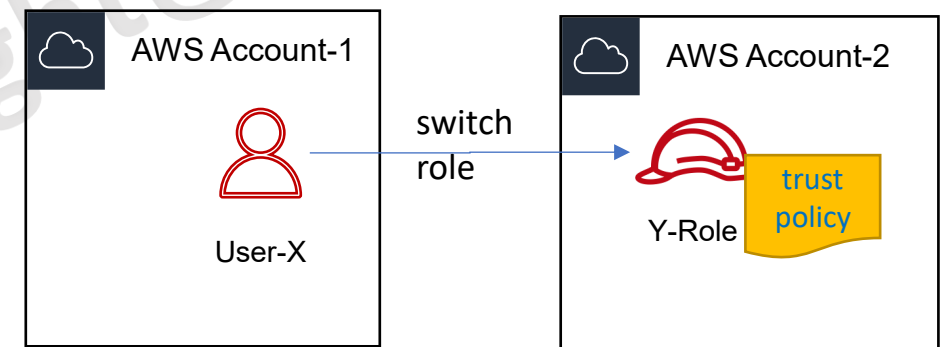 AWS Account-1
AWS Account-2
switch
role
trust
policy
User-X
Y-Role